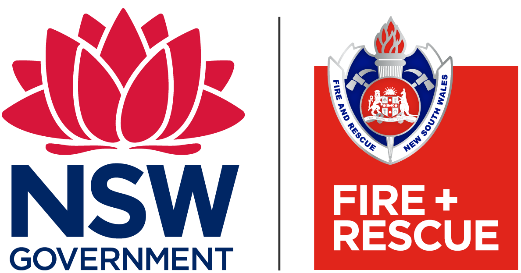 NSW
GOVERNMENT
FIRE AND RESCUE
NEW SOUTH WALES
FIRE +
RESCUE